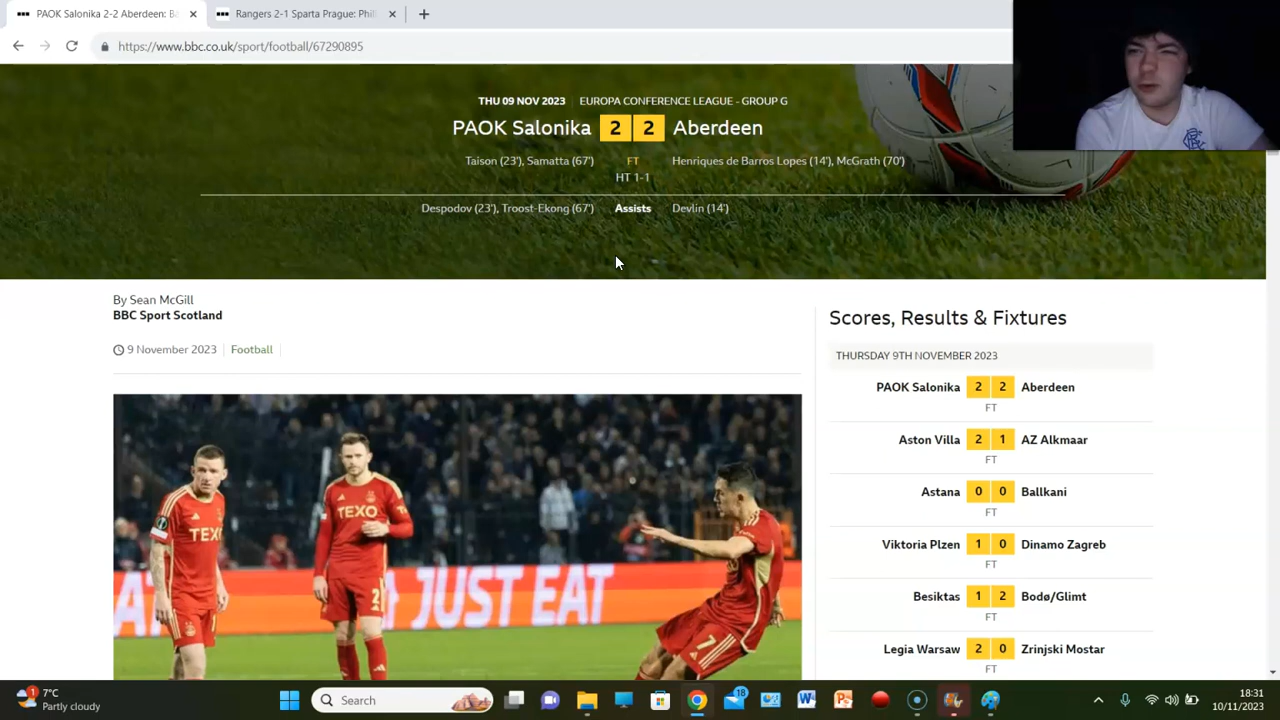 PAOK Salonika 2-2 Aberdeen: B
Rangers 2-1 Sparta Prague: Phil
https://www.bbc.co.uk/sport/football/67290895
THU 09 NOV 2023 EUROPA CONFERENCE LEAGUE - GROUP G
PAOK Salonika 2 2 Aberdeen
Taison (23'), Samatta (67') FT Henriques de Barros Lopes (14'), McGrath (70')
HT 1-1
Despodov (23'), Troost-Ekong (67') Assists Devlin (14')
By Sean McGill
BBC Sport Scotland
9 November 2023 Football
Scores, Results & Fixtures
THURSDAY 9TH NOVEMBER 2023
PAOK Salonika 2 2 Aberdeen
FT
Aston Villa 2 1 AZ Alkmaar
FT
Astana 0 0 Ballkani
FT
Viktoria Plzen 1 0 Dinamo Zagreb
FT
Besiktas 1 2 Bodø/Glimt
FT
Legia Warsaw 2 0 Zrinjski Mostar
FT
TEXO
TEXO
2
7
JUST EAT
1
7°C
Partly cloudy
Search
18
18:31
10/11/2023